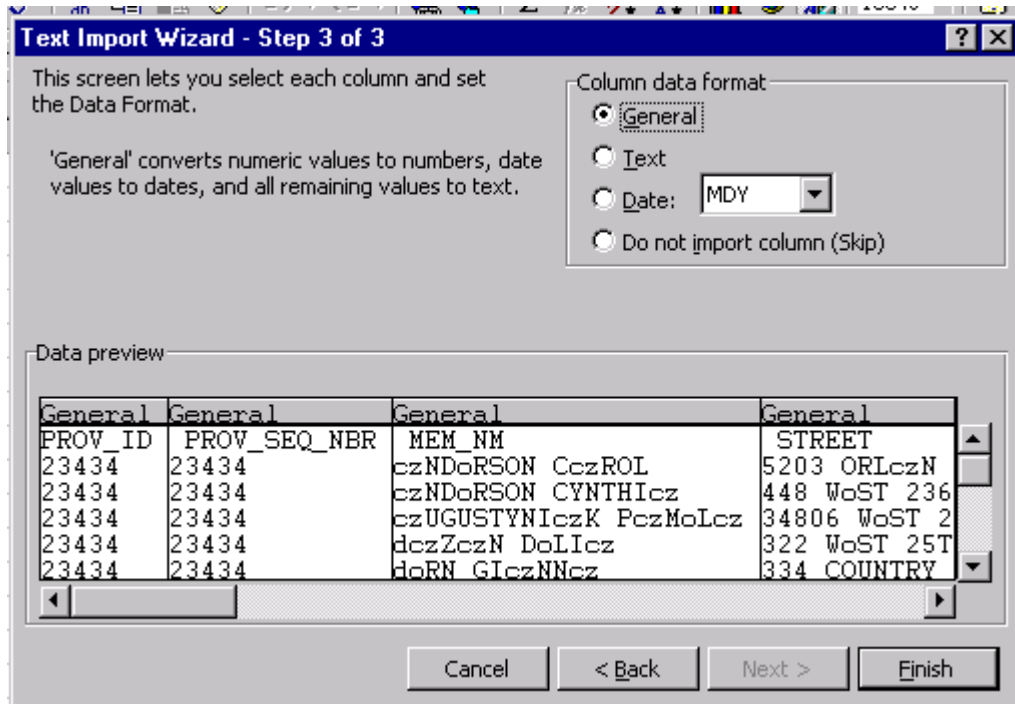 Text Import Wizard - Step 3 of 3
This screen lets you select each column and set
the Data Format.
'General' converts numeric values to numbers, date
values to dates, and all remaining values to text.
Column data format
General
Text
Date: MDY
Do not import column (Skip)
Data preview
General General General General
PROV_ID PROV_SEQ_NBR MEM_NM STREET
23434 23434 czNDoRSON CczROL 5203 ORLczN
23434 23434 czNDoRSON CYNTHIcz 448 WoST 236
23434 23434 czUGUSTYNIczK PczMoLcz 34806 WoST 2
23434 23434 dczZczN DoLIcz 322 WoST 25T
23434 23434 doRN GIczNNcz 334 COUNTRY
Cancel < Back Next > Finish